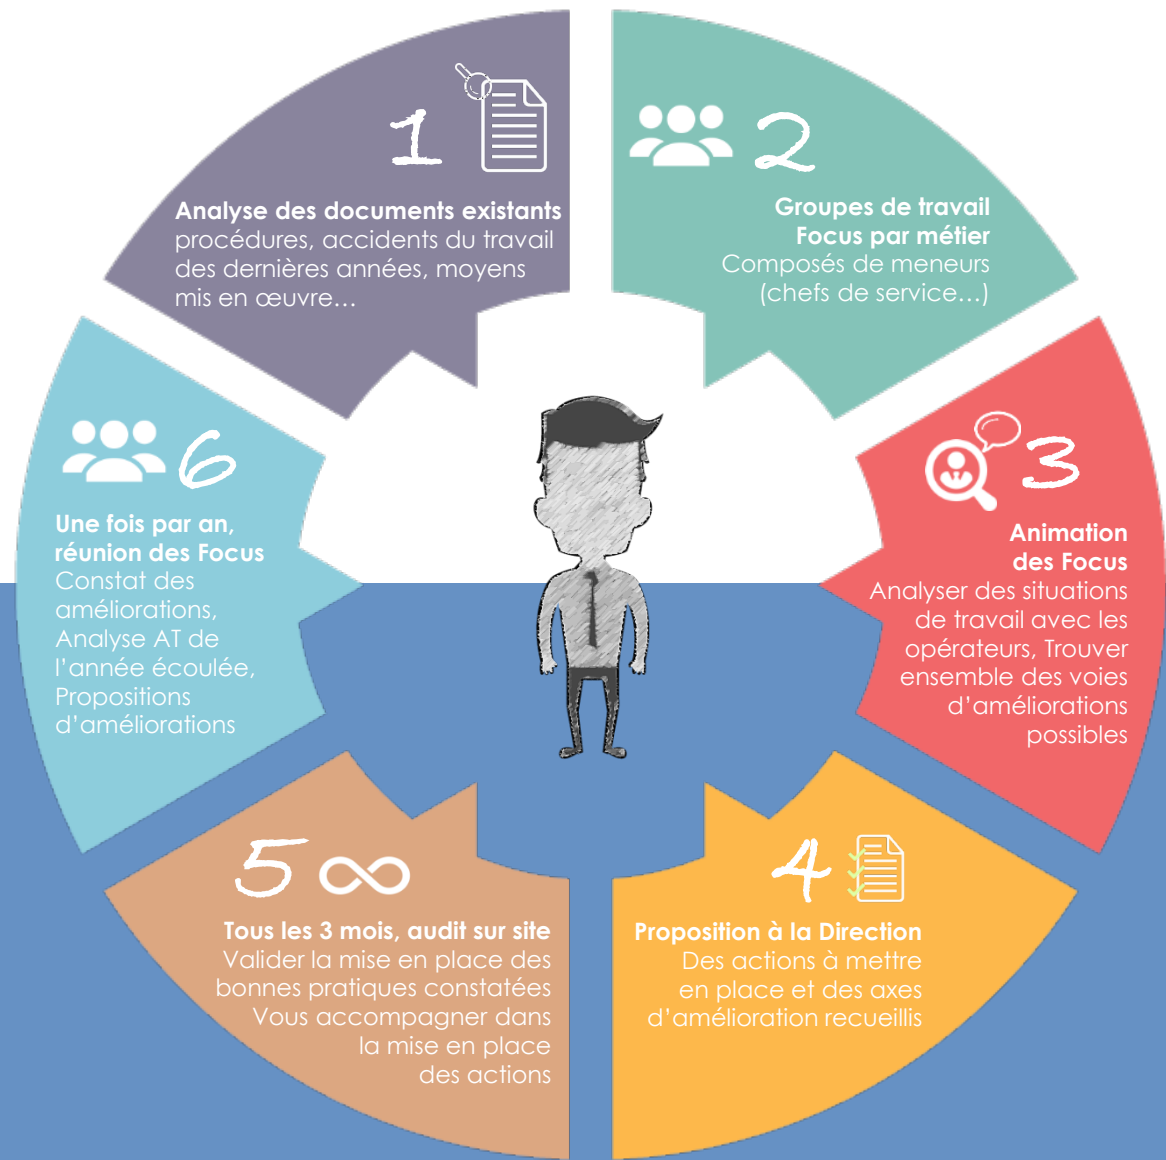 1
Analyse des documents existants
procédures, accidents du travail
des dernières années, moyens
mis en œuvre…
2
Groupes de travail
Focus par métier
Composés de meneurs
(chefs de service…)
3
Animation
des Focus
Analyser des situations
de travail avec les
opérateurs, Trouver
ensemble des voies
d’améliorations
possibles
4
Proposition à la Direction
Des actions à mettre
en place et des axes
d’amélioration recueillis
5
Tous les 3 mois, audit sur site
Valider la mise en place des
bonnes pratiques constatées
Vous accompagner dans
la mise en place
des actions
6
Une fois par an,
réunion des Focus
Constat des
améliorations,
Analyse AT de
l’année écoulée,
Propositions
d’améliorations